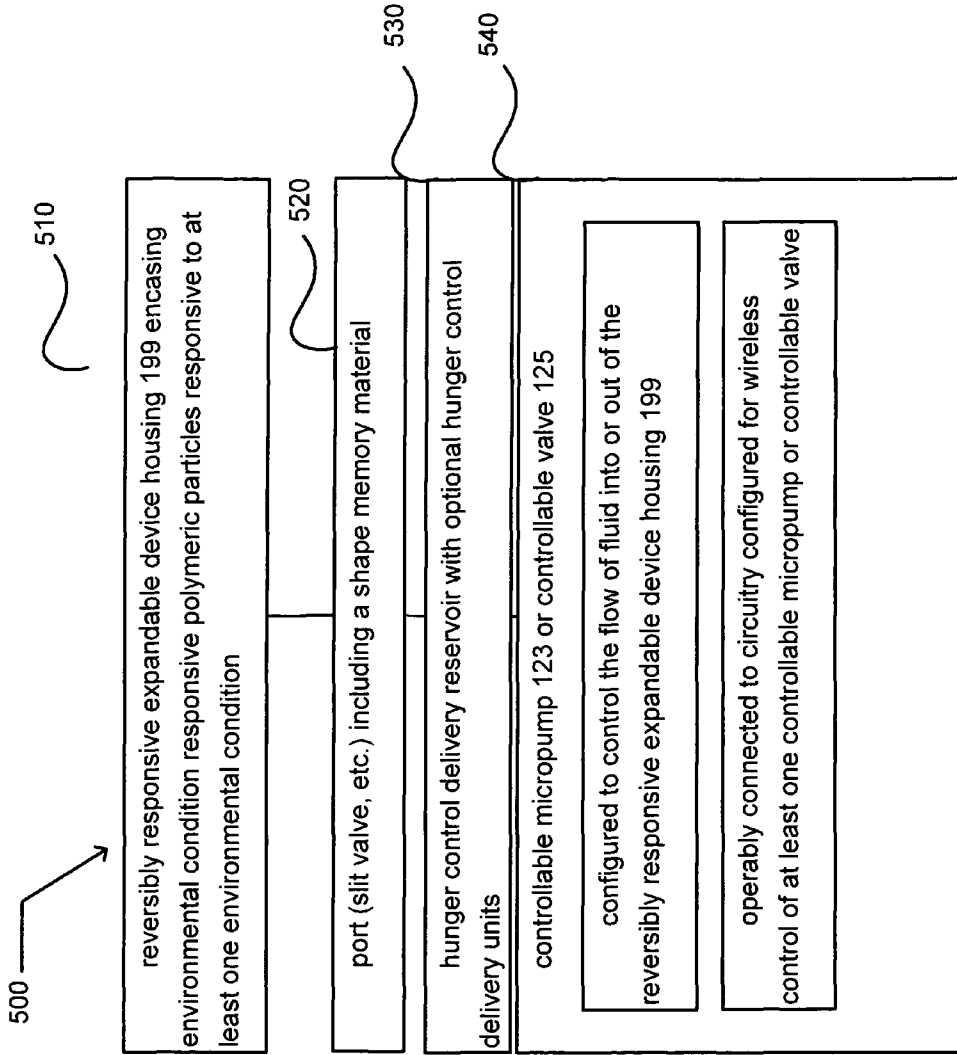 500
510
reversibly responsive expandable device housing 199 encasing
environmental condition responsive polymeric particles responsive to at
least one environmental condition
520
port (slit valve, etc.) including a shape memory material
530
hunger control delivery reservoir with optional hunger control
delivery units
540
controllable micropump 123 or controllable valve 125
configured to control the flow of fluid into or out of the
reversibly responsive expandable device housing 199
operably connected to circuitry configured for wireless
control of at least one controllable micropump or controllable valve